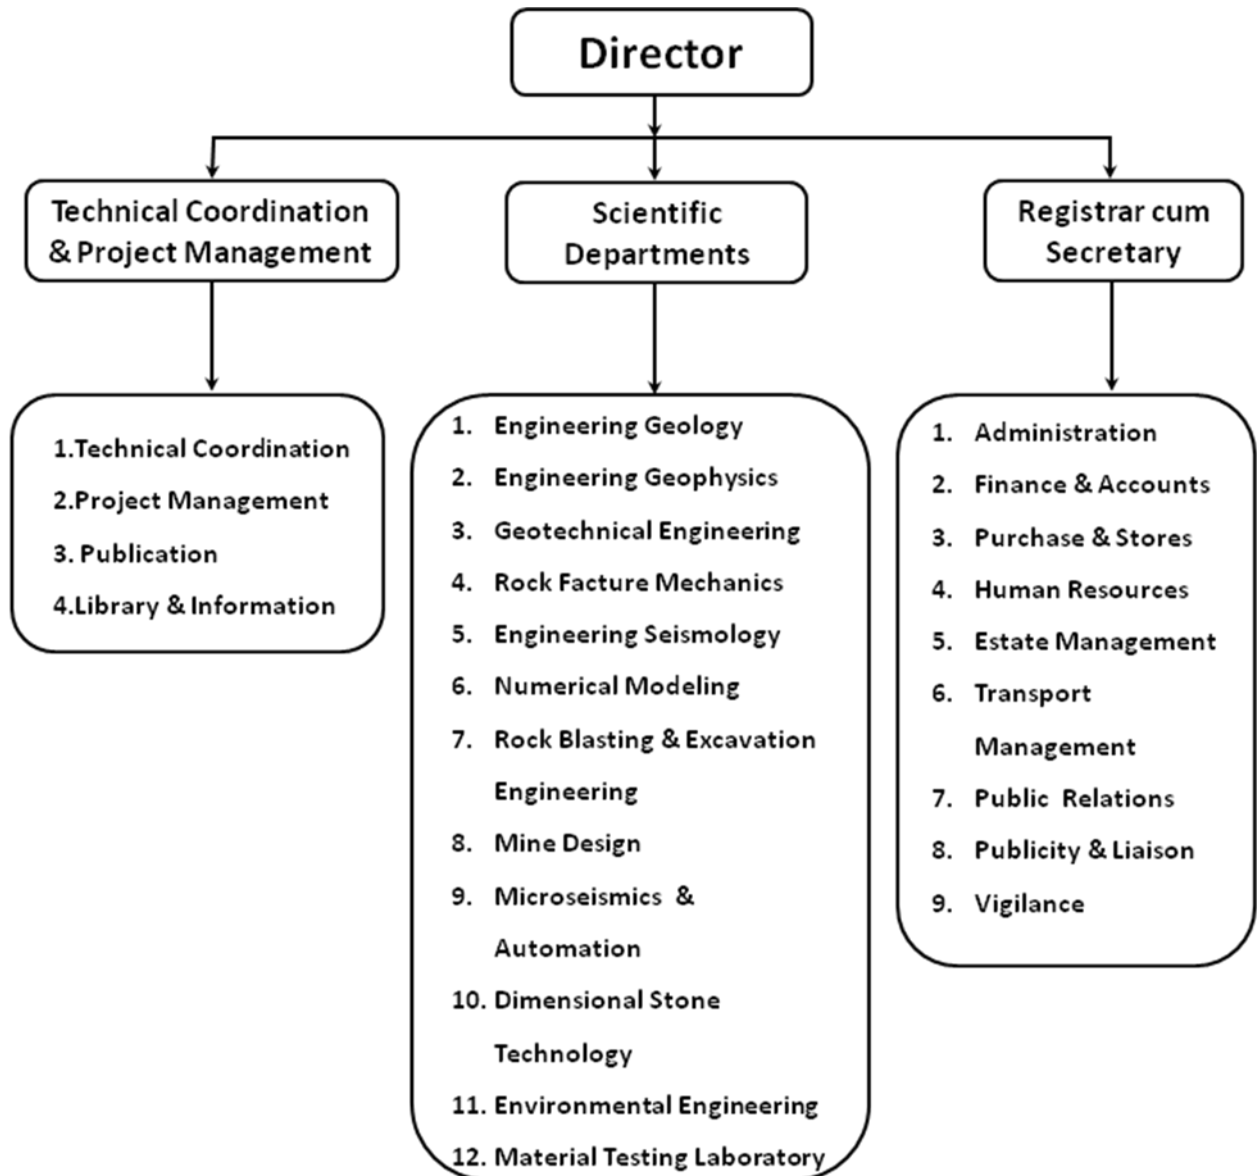 Director
Technical Coordination
& Project Management
Scientific
Departments
Registrar cum
Secretary
1.Technical Coordination
2.Project Management
3. Publication
4.Library & Information
1. Engineering Geology
2. Engineering Geophysics
3. Geotechnical Engineering
4. Rock Facture Mechanics
5. Engineering Seismology
6. Numerical Modeling
7. Rock Blasting & Excavation
Engineering
8. Mine Design
9. Microseismics &
Automation
10. Dimensional Stone
Technology
11. Environmental Engineering
12. Material Testing Laboratory
1. Administration
2. Finance & Accounts
3. Purchase & Stores
4. Human Resources
5. Estate Management
6. Transport
Management
7. Public Relations
8. Publicity & Liaison
9. Vigilance